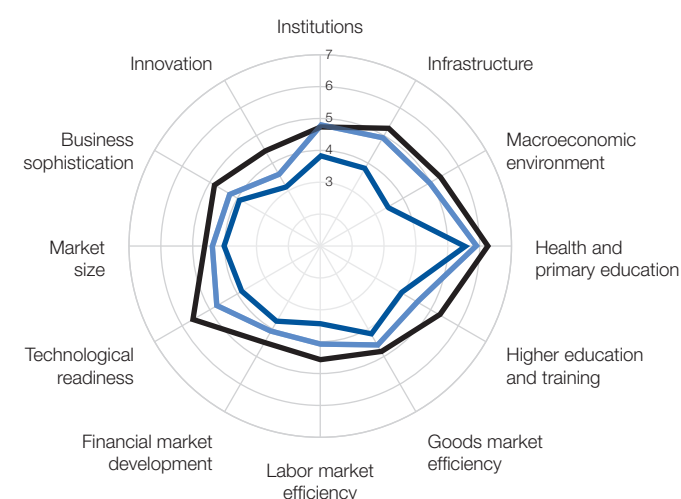 Institutions
7
6
5
4
3
Infrastructure
Macroeconomic
environment
Health and
primary education
Higher education
and training
Goods market
efficiency
Labor market
efficiency
Financial market
development
Technological
readiness
Market
size
Business
sophistication
Innovation